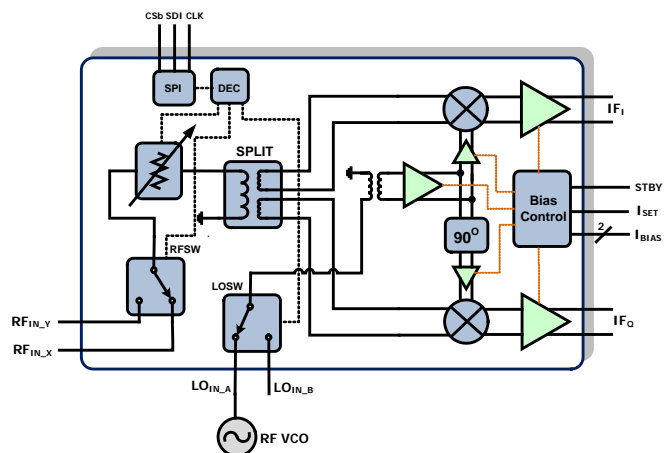 CSb SDI CLK
SPI
DEC
SPLIT
RFSW
LOSW
90O
Bias
Control
IFI
STBY
ISET
2
IBIAS
IFQ
RFIN_Y
RFIN_X
LOIN_A
LOIN_B
RF VCO